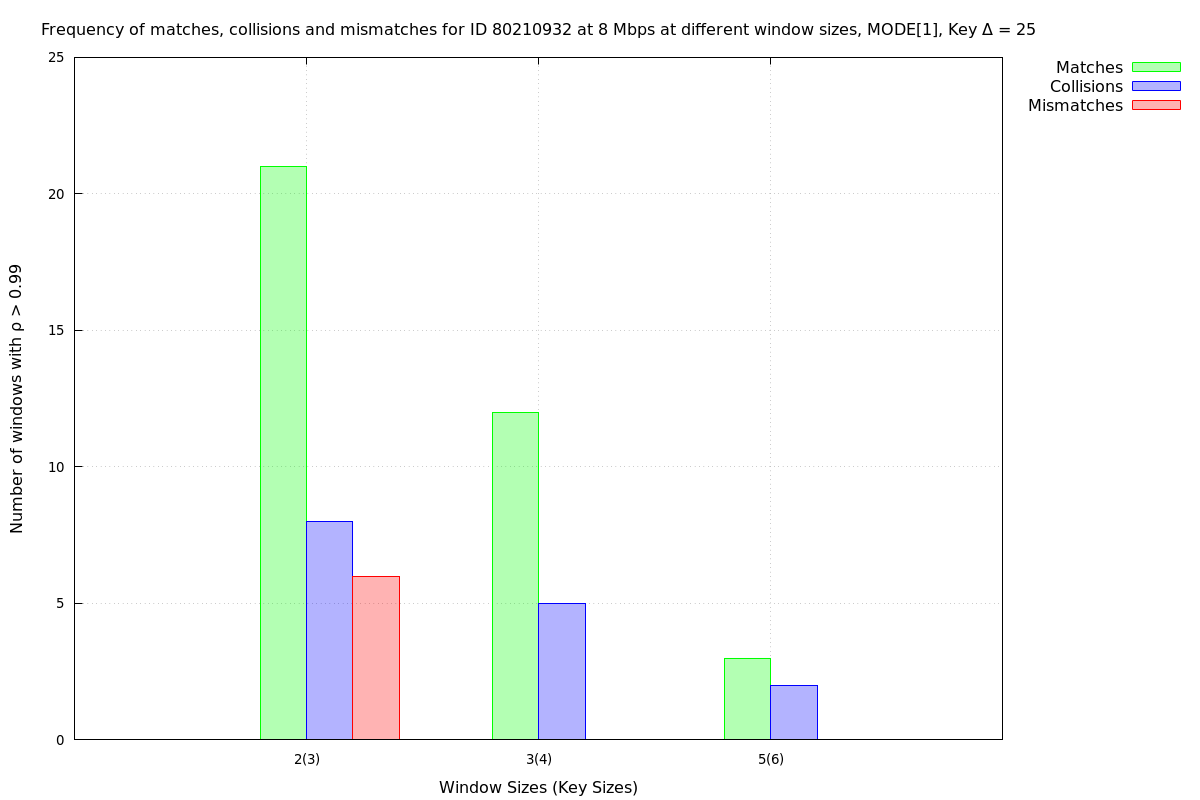 Frequency of matches, collisions and mismatches for ID 80210932 at 8 Mbps at different window sizes, MODE[1], Key Δ = 25
Matches
Collisions
Mismatches
Number of windows with ρ > 0.99
25
20
15
10
5
0
2(3)
3(4)
5(6)
Window Sizes (Key Sizes)